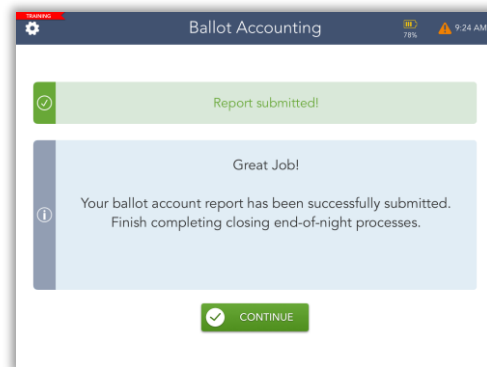 TRAINING
Ballot Accounting
78%
9:24 AM
Report submitted!
Great Job!
Your ballot account report has been successfully submitted.
Finish completing closing end-of-night processes.
CONTINUE